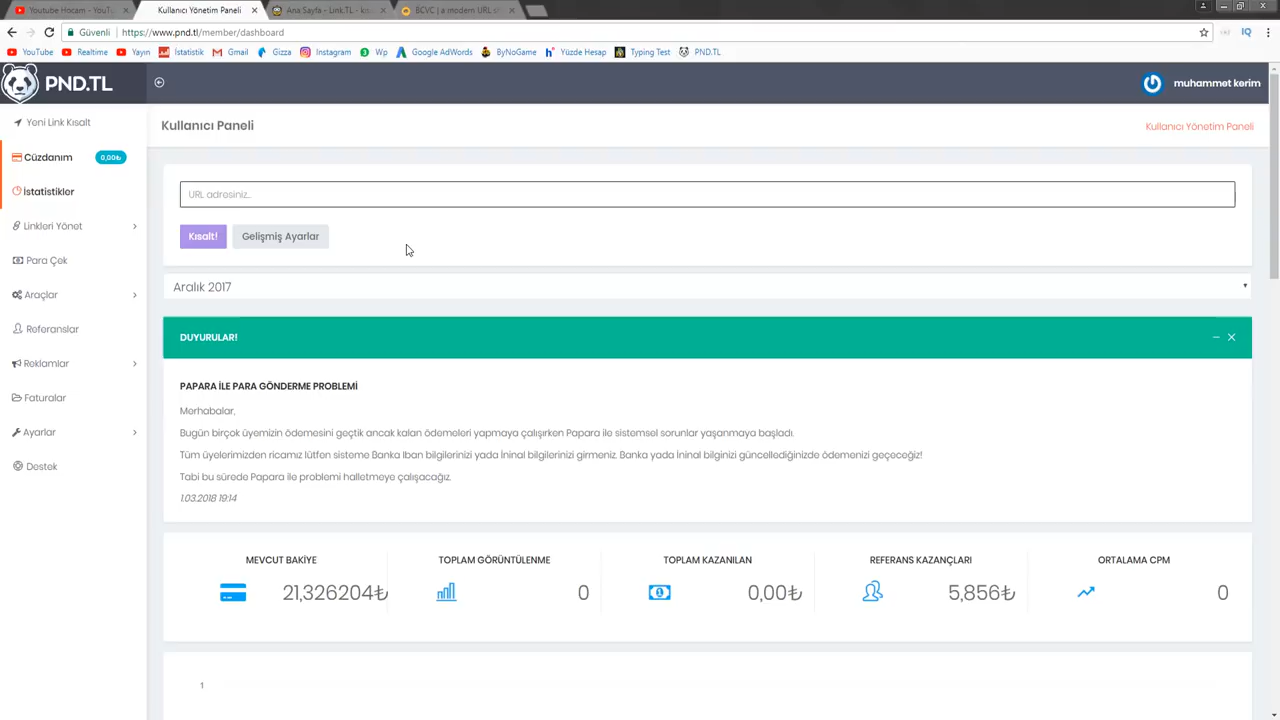 Youtube Hocam - YouTu
Kullanıcı Yönetim Paneli
Ana Sayfa - Link.TL - kıs
BCVC | a modern URL s
Güvenli
https://www.pnd.tl/member/dashboard
YouTube
Realtime
Yayın
İstatistik
Gmail
Gizza
Instagram
Wp
Google AdWords
ByNoGame
Yüzde Hesap
Typing Test
PND.TL
PND.TL
muhammet kerim
Yeni Link Kısalt
Cüzdanım
0,00₺
İstatistikler
Linkleri Yönet
Para Çek
Araçlar
Referanslar
Reklamlar
Faturalar
Ayarlar
Destek
Kullanıcı Paneli
Kullanıcı Yönetim Paneli
URL adresiniz...
Kısalt!
Gelişmiş Ayarlar
Aralık 2017
DUYURULAR!
PAPARA İLE PARA GÖNDERME PROBLEMİ
Merhabalar,
Bugün birçok üyemizin ödemesini geçtik ancak kalan ödemeleri yapmaya çalışırken Papara ile sistemsel sorunlar yaşanmaya başladı.
Tüm üyelerimizden ricamız lütfen sisteme Banka Iban bilgilerinizi yada İninal bilgilerinizi girmeniz. Banka yada İninal bilginizi güncellediğinizde ödemenizi geçeceğiz!
Tabi bu sürede Papara ile problemi halletmeye çalışacağız.
1.03.2018 19:14
MEVCUT BAKİYE
21,326204₺
TOPLAM GÖRÜNTÜLENME
0
TOPLAM KAZANILAN
0,00₺
REFERANS KAZANÇLARI
5,856₺
ORTALAMA CPM
0
1